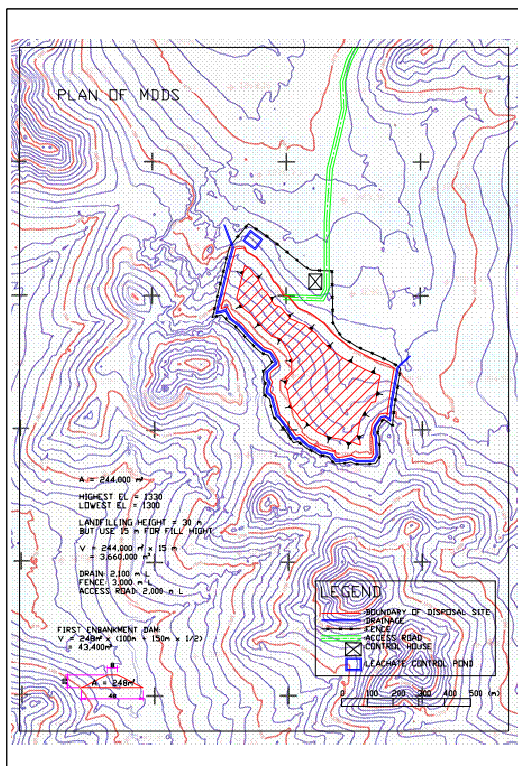 PLAN OF MDDS
A = 244,000 m²
HIGHEST EL = 1330
LOWEST EL = 1300
LANDFILLING HEIGHT = 30 m
BUT USE 15 m FOR FILL HIGHT
V = 244,000 m² x 15 m
= 3,660,000 m³
DRAIN: 2,100 m L
FENCE: 3,000 m L
ACCESS ROAD: 2,000 m L
FIRST ENBANKMENT DAM:
V = 248m² x (100m + 150m x 1/2)
= 43,400m³
A = 248m²
LEGEND
BOUNDARY OF DISPOSAL SITE
DRAINAGE
FENCE
ACCESS ROAD
CONTROL HOUSE
LEACHATE CONTROL POND
0 100 200 300 400 500 (m)